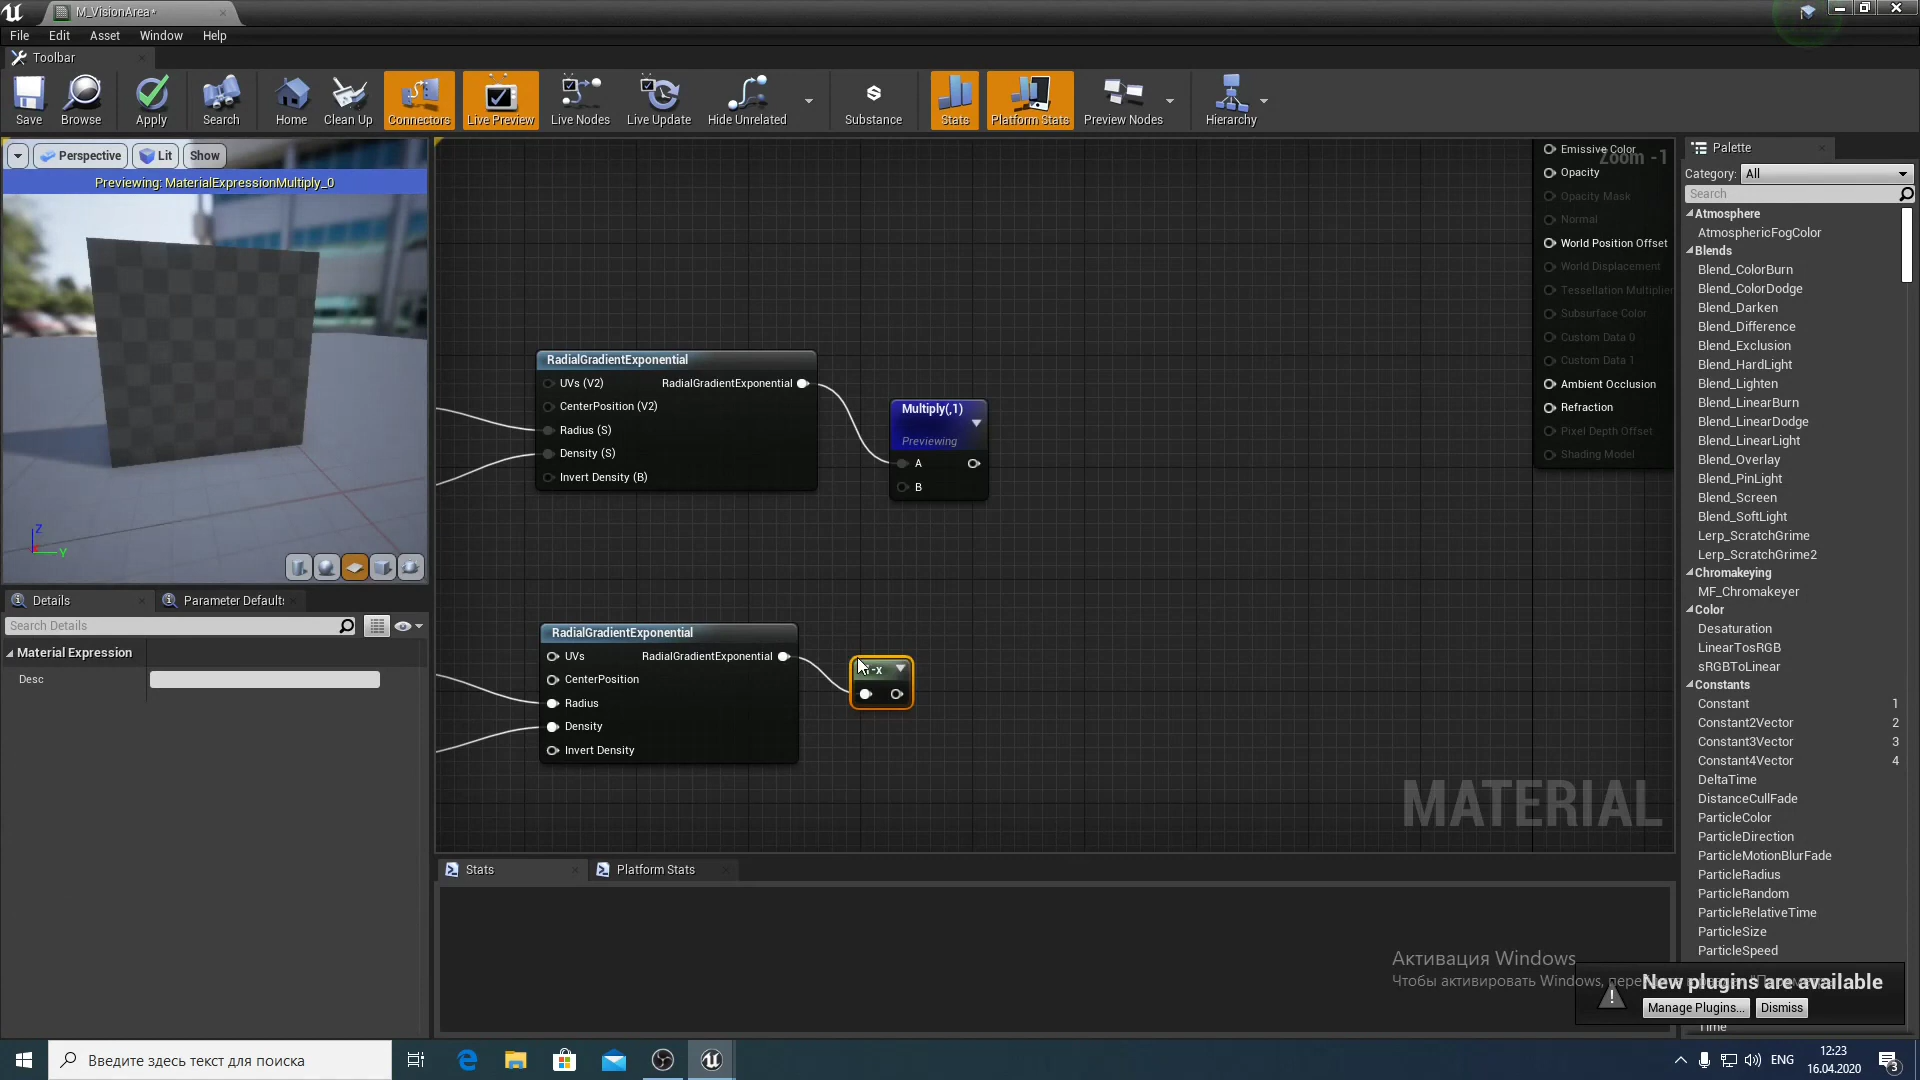 M_VisionArea*
File Edit Asset Window Help
Toolbar
Save Browse Apply Search Home Clean Up Connectors Live Preview Live Nodes Live Update Hide Unrelated Substance Stats Platform Stats Preview Nodes Hierarchy
Perspective Lit Show
Previewing: MaterialExpressionMultiply_0
Z
Y
Details Parameter Defaults
Search Details
Material Expression
Desc
Zoom -1
RadialGradientExponential
UVs (V2) RadialGradientExponential
CenterPosition (V2)
Radius (S)
Density (S)
Invert Density (B)
Multiply(,1)
Previewing
A
B
RadialGradientExponential
UVs RadialGradientExponential
CenterPosition
Radius
Density
Invert Density
-x
Emissive Color
Opacity
Opacity Mask
Normal
World Position Offset
World Displacement
Tessellation Multiplier
Subsurface Color
Custom Data 0
Custom Data 1
Ambient Occlusion
Refraction
Pixel Depth Offset
Shading Model
MATERIAL
Stats Platform Stats
Palette
Category: All
Search
Atmosphere
AtmosphericFogColor
Blends
Blend_ColorBurn
Blend_ColorDodge
Blend_Darken
Blend_Difference
Blend_Exclusion
Blend_HardLight
Blend_Lighten
Blend_LinearBurn
Blend_LinearDodge
Blend_LinearLight
Blend_Overlay
Blend_PinLight
Blend_Screen
Blend_SoftLight
Lerp_ScratchGrime
Lerp_ScratchGrime2
Chromakeying
MF_Chromakeyer
Color
Desaturation
LinearTosRGB
sRGBToLinear
Constants
Constant 1
Constant2Vector 2
Constant3Vector 3
Constant4Vector 4
DeltaTime
DistanceCullFade
ParticleColor
ParticleDirection
ParticleMotionBlurFade
ParticleRadius
ParticleRandom
ParticleRelativeTime
ParticleSize
ParticleSpeed
Time
Активация Windows
Чтобы активировать Windows,
New plugins are available
Manage Plugins... Dismiss
Введите здесь текст для поиска
ENG
12:23
16.04.2020
3